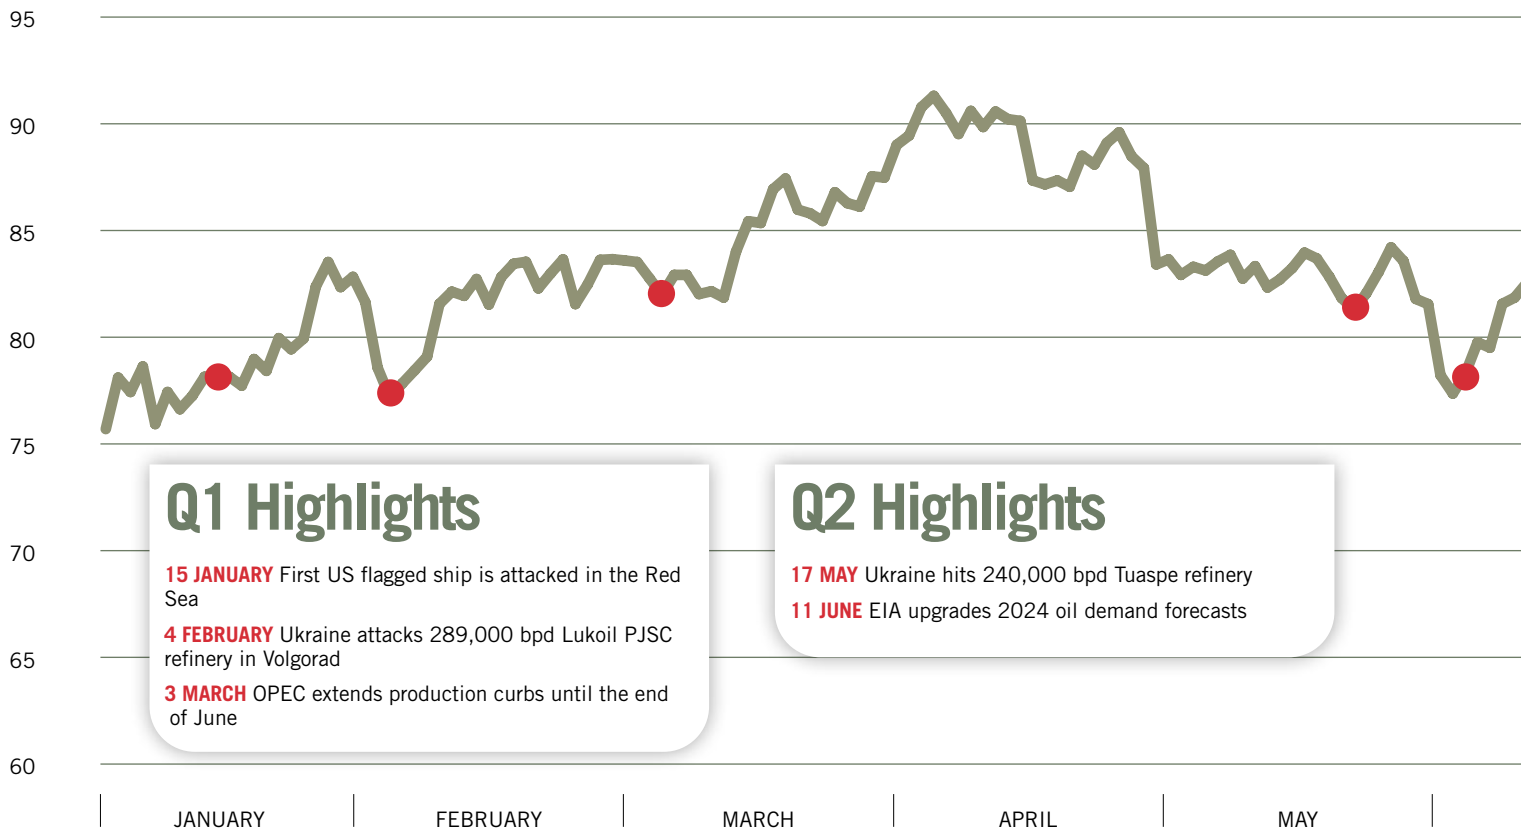 95
90
85
80
75
70
65
60
Q1 Highlights
15 JANUARY First US flagged ship is attacked in the Red
Sea
4 FEBRUARY Ukraine attacks 289,000 bpd Lukoil PJSC
refinery in Volgorad
3 MARCH OPEC extends production curbs until the end
of June
Q2 Highlights
17 MAY Ukraine hits 240,000 bpd Tuaspe refinery
11 JUNE EIA upgrades 2024 oil demand forecasts
JANUARY
FEBRUARY
MARCH
APRIL
MAY